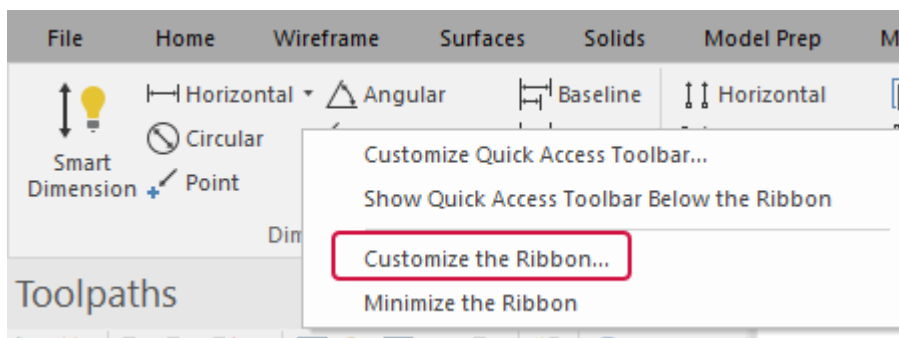 File Home Wireframe Surfaces Solids Model Prep M
Horizontal Angular Baseline Horizontal
Circular
Smart
Dimension
Point
Customize Quick Access Toolbar...
Show Quick Access Toolbar Below the Ribbon
Customize the Ribbon...
Minimize the Ribbon
Dim
Toolpaths